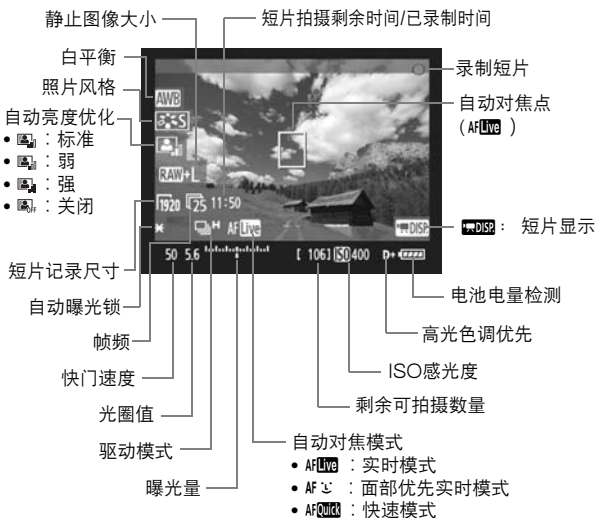 静止图像大小
短片拍摄剩余时间/已录制时间
白平衡
照片风格
自动亮度优化
• : 标准
• : 弱
• : 强
• OFF : 关闭
录制短片
自动对焦点
( AF Live )
AWB
S
RAW+L
1920 25 11:50
H AF Live
DISP
DISP : 短片显示
50 5.6 [ 106] ISO 400 D+
短片记录尺寸
自动曝光锁
帧频
快门速度
光圈值
驱动模式
曝光量
电池电量检测
高光色调优先
ISO感光度
剩余可拍摄数量
自动对焦模式
• AF Live : 实时模式
• AF : 面部优先实时模式
• AF Quick : 快速模式